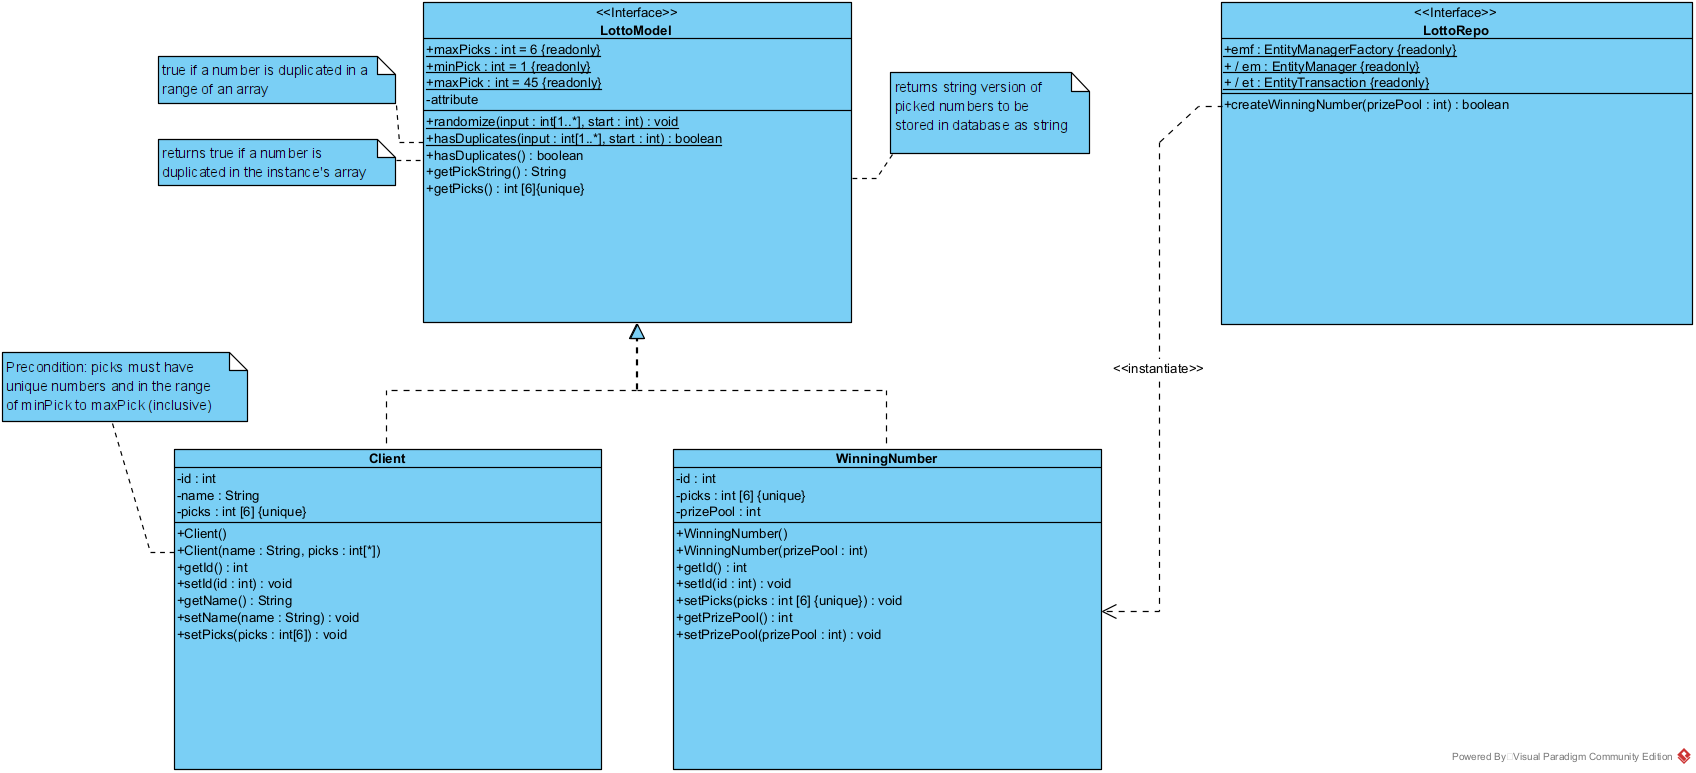 <<Interface>>
LottoModel
+maxPicks : int = 6 {readonly}
+minPick : int = 1 {readonly}
+maxPick : int = 45 {readonly}
-attribute
+randomize(input : int[1..*], start : int) : void
+hasDuplicates(input : int[1..*], start : int) : boolean
+hasDuplicates() : boolean
+getPickString() : String
+getPicks() : int [6]{unique}
true if a number is duplicated in a
range of an array
returns true if a number is
duplicated in the instance's array
returns string version of
picked numbers to be
stored in database as string
<<Interface>>
LottoRepo
+emf : EntityManagerFactory {readonly}
+ / em : EntityManager {readonly}
+ / et : EntityTransaction {readonly}
+createWinningNumber(prizePool : int) : boolean
<<instantiate>>
Precondition: picks must have
unique numbers and in the range
of minPick to maxPick (inclusive)
Client
-id : int
-name : String
-picks : int [6] {unique}
+Client()
+Client(name : String, picks : int[*])
+getId() : int
+setId(id : int) : void
+getName() : String
+setName(name : String) : void
+setPicks(picks : int[6]) : void
WinningNumber
-id : int
-picks : int [6] {unique}
-prizePool : int
+WinningNumber()
+WinningNumber(prizePool : int)
+getId() : int
+setId(id : int) : void
+setPicks(picks : int [6] {unique}) : void
+getPrizePool() : int
+setPrizePool(prizePool : int) : void
Powered By Visual Paradigm Community Edition